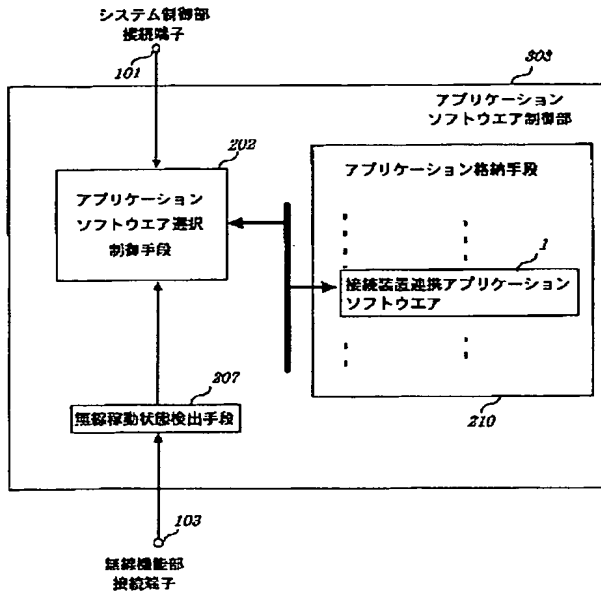 システム制御部
接続端子
101
303
アプリケーション
ソフトウエア制御部
202
アプリケーション
ソフトウエア選択
制御手段
アプリケーション格納手段
1
接続装置連携アプリケーション
ソフトウエア
207
無線稼動状態検出手段
210
103
無線機能部
接続端子